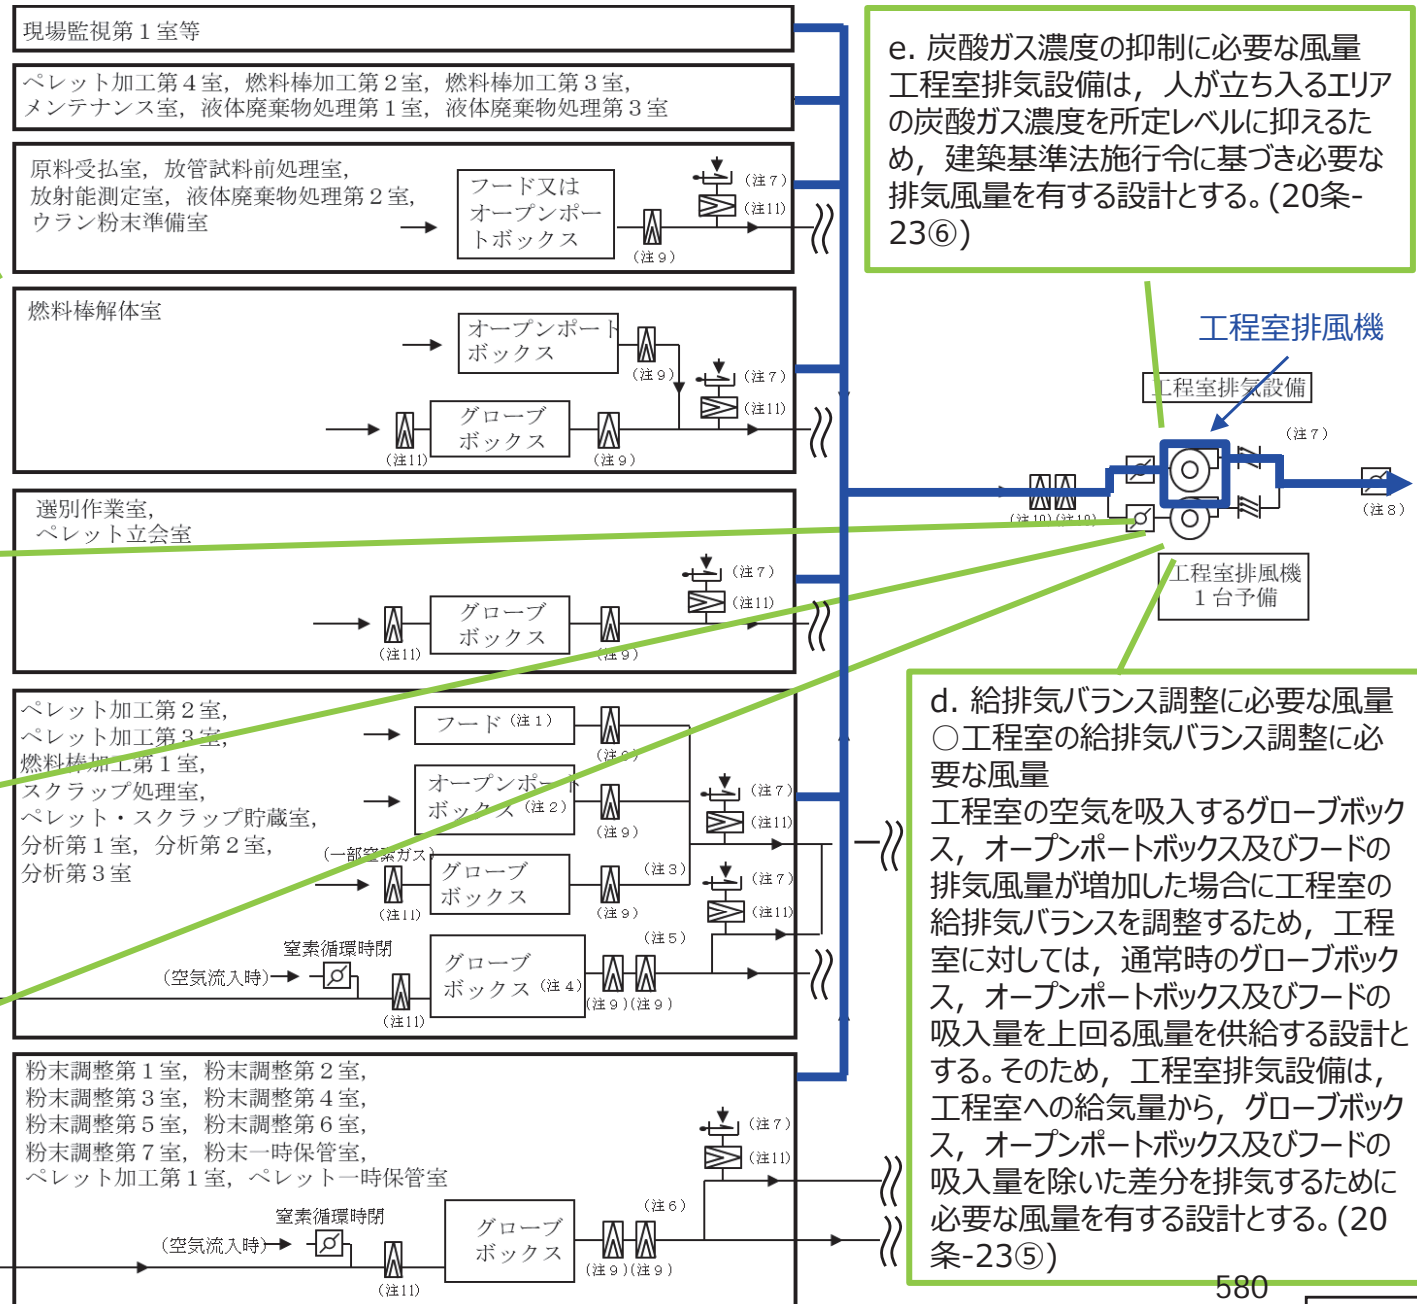 現場監視第１室等
ペレット加工第４室，燃料棒加工第２室，燃料棒加工第３室，
メンテナンス室，液体廃棄物処理第１室，液体廃棄物処理第３室
原料受払室，放管試料前処理室，
放射能測定室，液体廃棄物処理第２室，
ウラン粉末準備室
フード又は
オープンポー
トボックス
(注９)
(注７)
(注11)
燃料棒解体室
オープンポート
ボックス
(注９)
(注７)
(注11)
グローブ
ボックス
(注11)
(注９)
選別作業室，
ペレット立会室
(注７)
(注11)
グローブ
ボックス
(注11)
(注９)
ペレット加工第２室，
ペレット加工第３室，
燃料棒加工第１室，
スクラップ処理室，
ペレット・スクラップ貯蔵室，
分析第１室，分析第２室，
分析第３室
フード(注１)
(注９)
オープンポート
ボックス(注２)
(注９)
(注７)
(注11)
(一部窒素ガス)
グローブ
ボックス
(注３)
(注11)
(注９)
(注７)
(注11)
(注５)
窒素循環時閉
(空気流入時)
グローブ
ボックス(注４)
(注11)
(注９)(注９)
粉末調整第１室，粉末調整第２室，
粉末調整第３室，粉末調整第４室，
粉末調整第５室，粉末調整第６室，
粉末調整第７室，粉末一時保管室，
ペレット加工第１室，ペレット一時保管室
(注７)
(注11)
(注６)
窒素循環時閉
(空気流入時)
グローブ
ボックス
(注11)
(注９)(注９)
e. 炭酸ガス濃度の抑制に必要な風量
工程室排気設備は，人が立ち入るエリア
の炭酸ガス濃度を所定レベルに抑えるた
め，建築基準法施行令に基づき必要な
排気風量を有する設計とする。(20条-
23⑥)
工程室排風機
工程室排気設備
(注７)
(注10)(注10)
(注８)
工程室排風機
１台予備
d. 給排気バランス調整に必要な風量
○工程室の給排気バランス調整に必
要な風量
工程室の空気を吸入するグローブボック
ス，オープンポートボックス及びフードの
排気風量が増加した場合に工程室の
給排気バランスを調整するため，工程
室に対しては，通常時のグローブボック
ス，オープンポートボックス及びフードの
吸入量を上回る風量を供給する設計と
する。そのため，工程室排気設備は，
工程室への給気量から，グローブボック
ス，オープンポートボックス及びフードの
吸入量を除いた差分を排気するために
必要な風量を有する設計とする。(20
条-23⑤)
580